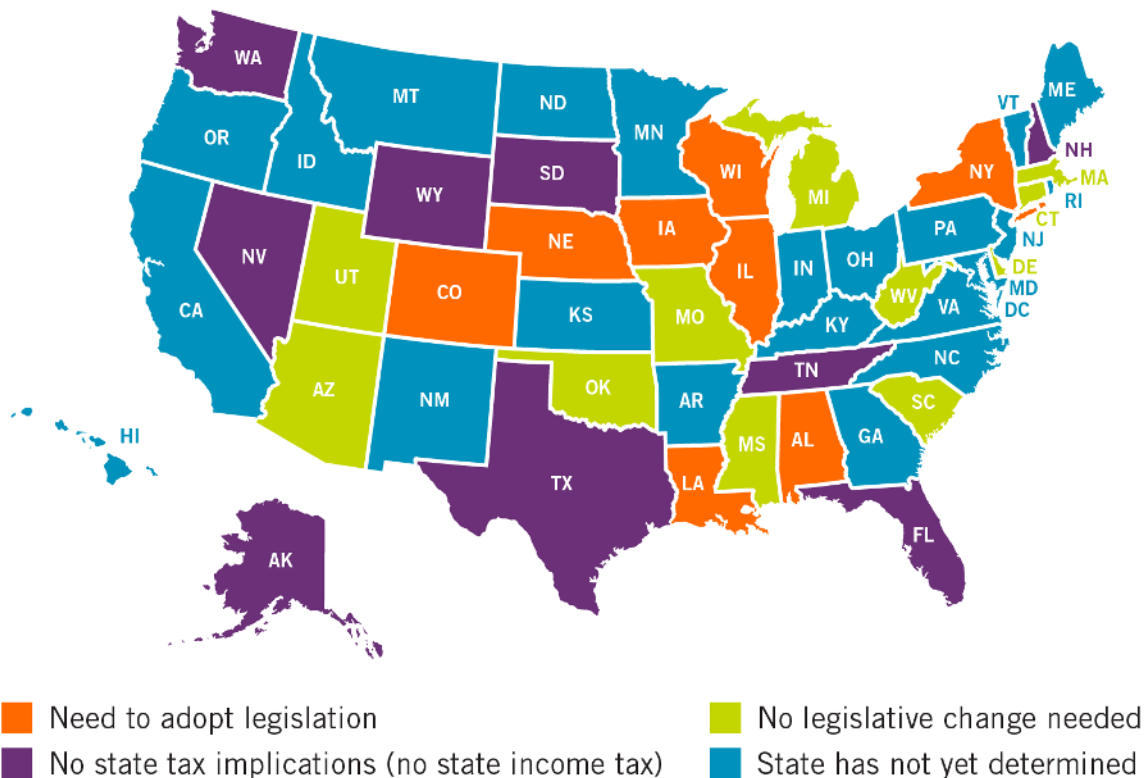 WA
MT
ND
MN
ME
VT
OR
ID
SD
WI
NY
NH
MA
WY
MI
RI
CT
NE
IA
PA
NJ
NV
UT
CO
IL
IN
OH
DE
MD
DC
CA
KS
MO
WV
VA
KY
NC
AZ
NM
OK
AR
TN
SC
HI
MS
AL
GA
TX
LA
FL
AK
Need to adopt legislation
No legislative change needed
No state tax implications (no state income tax)
State has not yet determined